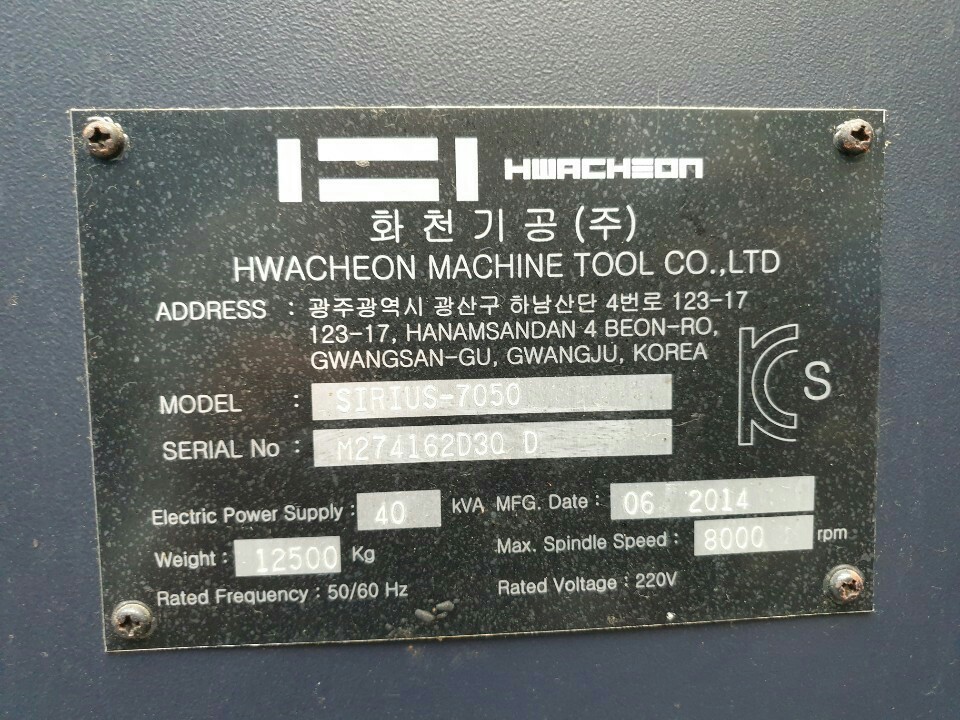 HWACHEON
화천기공(주)
HWACHEON MACHINE TOOL CO.,LTD
ADDRESS : 광주광역시 광산구 하남산단 4번로 123-17
123-17, HANAMSANDAN 4 BEON-RO,
GWANGSAN-GU, GWANGJU, KOREA
MODEL : SIRIUS-7050
SERIAL No : M274162D30 D
S
Electric Power Supply : 40 kVA MFG. Date : 06 2014
Weight : 12500 Kg Max. Spindle Speed : 8000 rpm
Rated Frequency : 50/60 Hz Rated Voltage : 220V